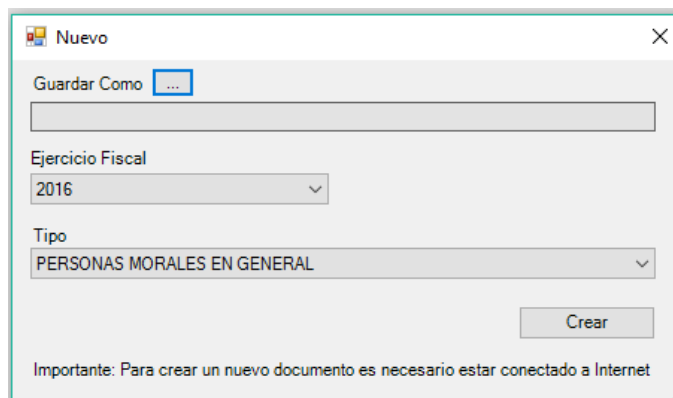 Nuevo
Guardar Como ...
Ejercicio Fiscal
2016
Tipo
PERSONAS MORALES EN GENERAL
Crear
Importante: Para crear un nuevo documento es necesario estar conectado a Internet